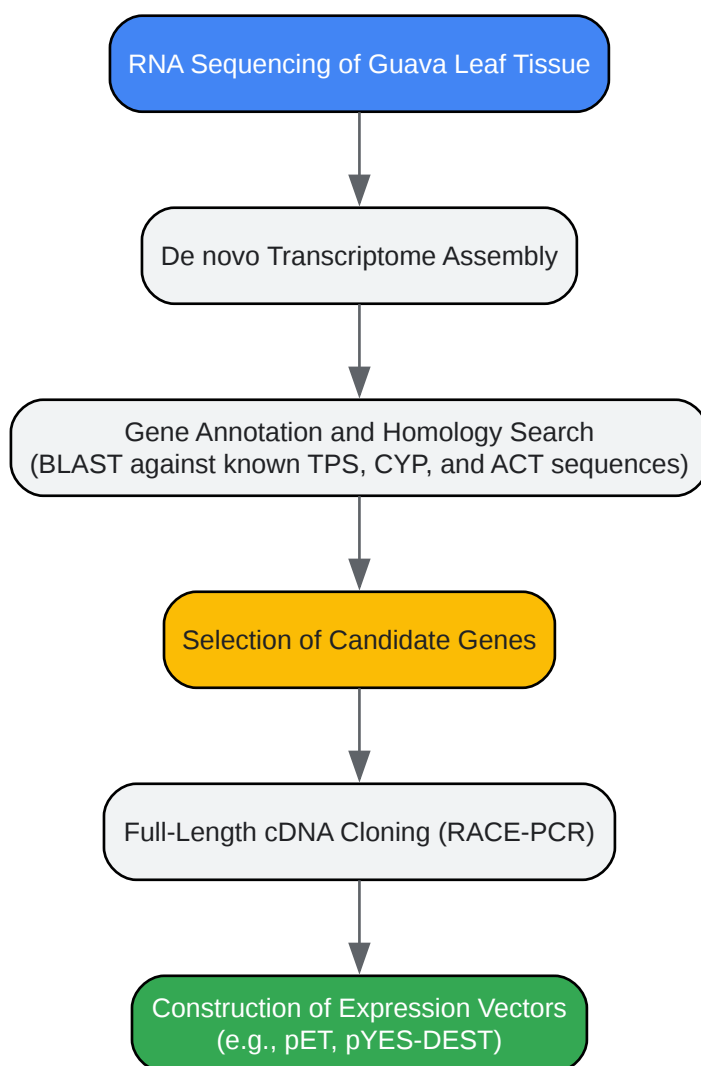 RNA Sequencing of Guava Leaf Tissue
De novo Transcriptome Assembly
Gene Annotation and Homology Search
(BLAST against known TPS, CYP, and ACT sequences)
Selection of Candidate Genes
Full-Length cDNA Cloning (RACE-PCR)
Construction of Expression Vectors
(e.g., pET, pYES-DEST)